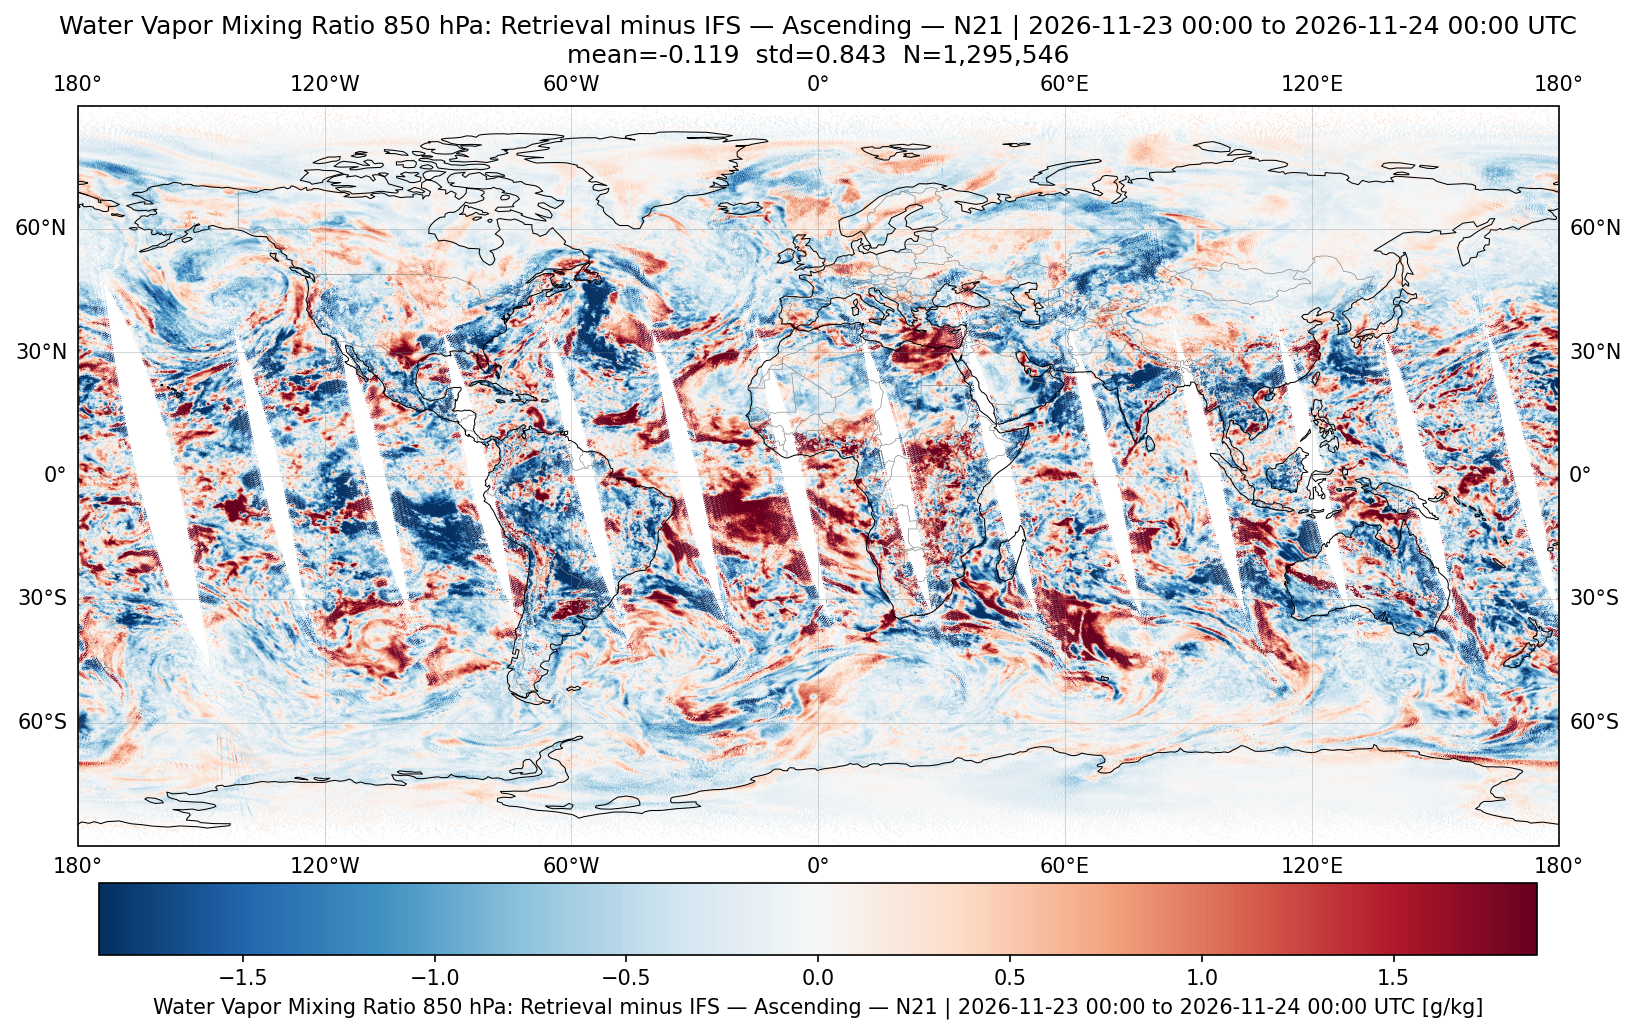 Water Vapor Mixing Ratio 850 hPa: Retrieval minus IFS — Ascending — N21 | 2026-11-23 00:00 to 2026-11-24 00:00 UTC
mean=-0.119  std=0.843  N=1,295,546
180° 120°W 60°W 0° 60°E 120°E 180°
60°N 60°N
30°N 30°N
0° 0°
30°S 30°S
60°S 60°S
180° 120°W 60°W 0° 60°E 120°E 180°
−1.5 −1.0 −0.5 0.0 0.5 1.0 1.5
Water Vapor Mixing Ratio 850 hPa: Retrieval minus IFS — Ascending — N21 | 2026-11-23 00:00 to 2026-11-24 00:00 UTC [g/kg]